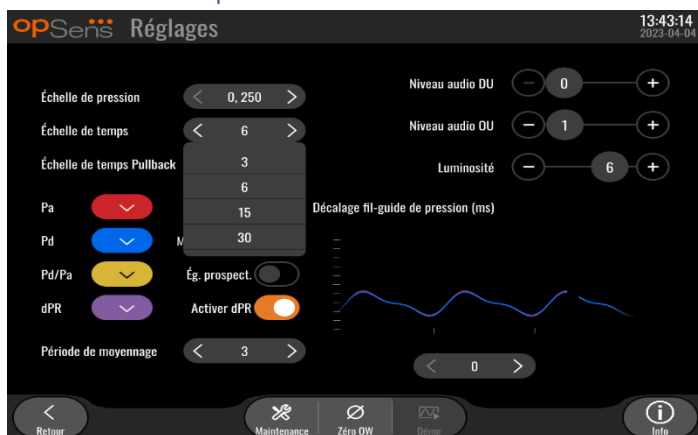 opSens Réglages
13:43:14
2023-04-04
Échelle de pression
0, 250
Échelle de temps
6
Échelle de temps Pullback
3
6
15
30
Pa
Pd
M
Pd/Pa
Ég. prospect.
dPR
Activer dPR
Période de moyennage
3
Niveau audio DU
0
Niveau audio OU
1
Luminosité
6
Décalage fil-guide de pression (ms)
0
Retour
Maintenance
Zéro OW
Démo
Info